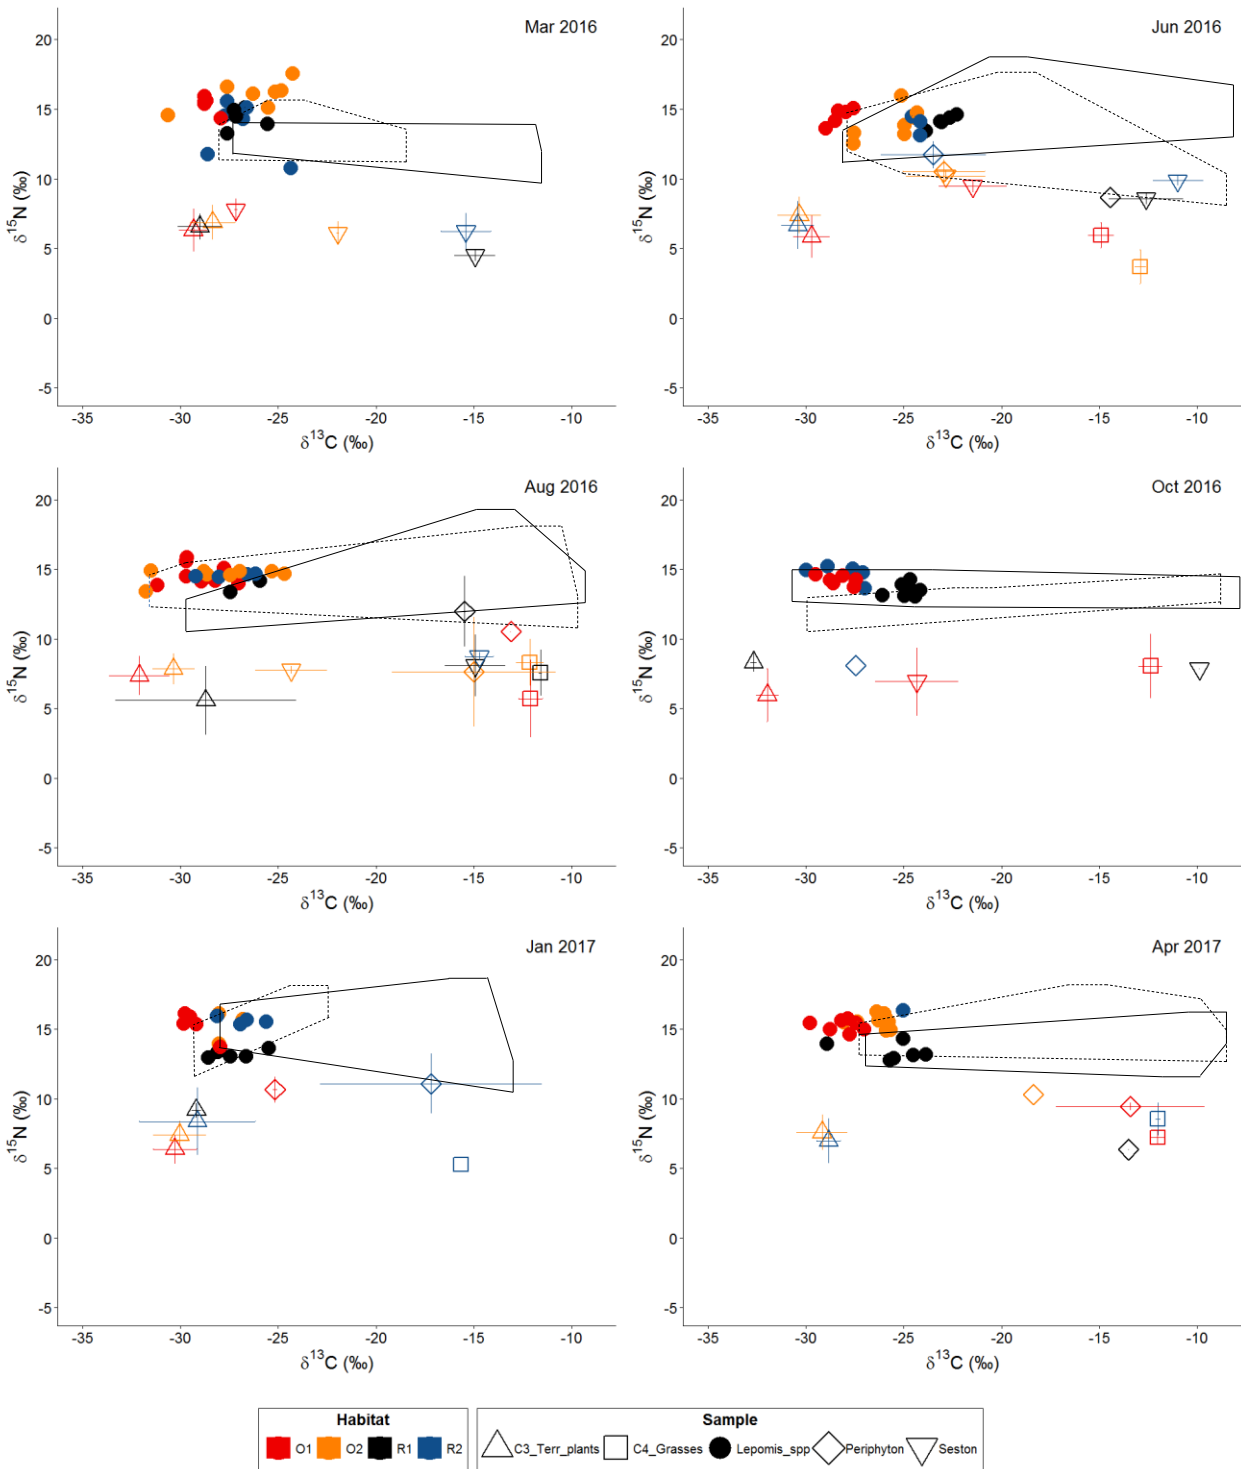 Mar 2016
20
15
10
5
0
-5
δ15N (‰)
-35 -30 -25 -20 -15 -10
δ13C (‰)
Jun 2016
20
15
10
5
0
-5
δ15N (‰)
-35 -30 -25 -20 -15 -10
δ13C (‰)
Aug 2016
20
15
10
5
0
-5
δ15N (‰)
-35 -30 -25 -20 -15 -10
δ13C (‰)
Oct 2016
20
15
10
5
0
-5
δ15N (‰)
-35 -30 -25 -20 -15 -10
δ13C (‰)
Jan 2017
20
15
10
5
0
-5
δ15N (‰)
-35 -30 -25 -20 -15 -10
δ13C (‰)
Apr 2017
20
15
10
5
0
-5
δ15N (‰)
-35 -30 -25 -20 -15 -10
δ13C (‰)
Habitat
O1 O2 R1 R2
Sample
C3_Terr_plants C4_Grasses Lepomis_spp Periphyton Seston